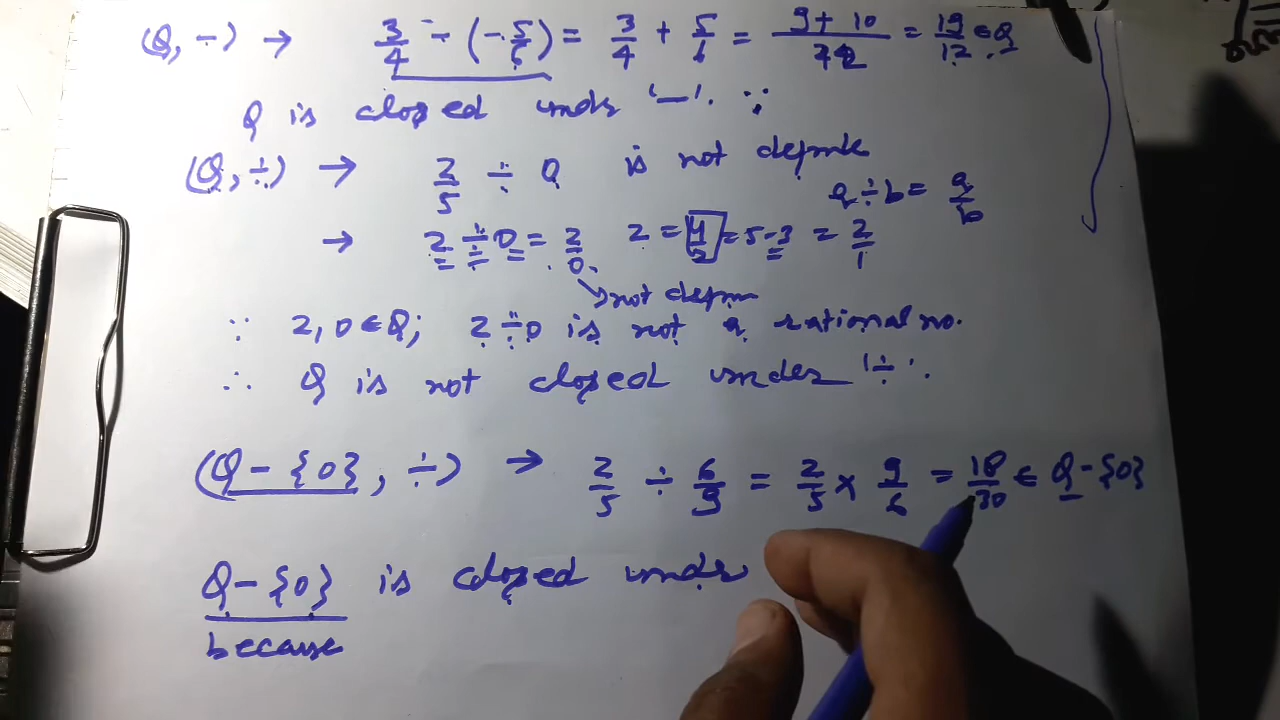 (Q, −) → 3/4 − (−5/6) = 3/4 + 5/6 = 9+10/12 = 19/12 ∈ Q
Q is closed under '−'. ∵
(Q, ÷) → 2/5 ÷ 0 is not define
a ÷ b = a/b
→ 2 ÷ 0 = 2/0 2 = 4/2 = 5-3 = 2/1
not defin
∵ 2, 0 ∈ Q; 2 ÷ 0 is not a rational no.
∴ Q is not closed under '÷'.
(Q - {0}, ÷) → 2/5 ÷ 6/9 = 2/5 × 9/6 = 18/30 ∈ Q - {0}
Q - {0} is closed under
because